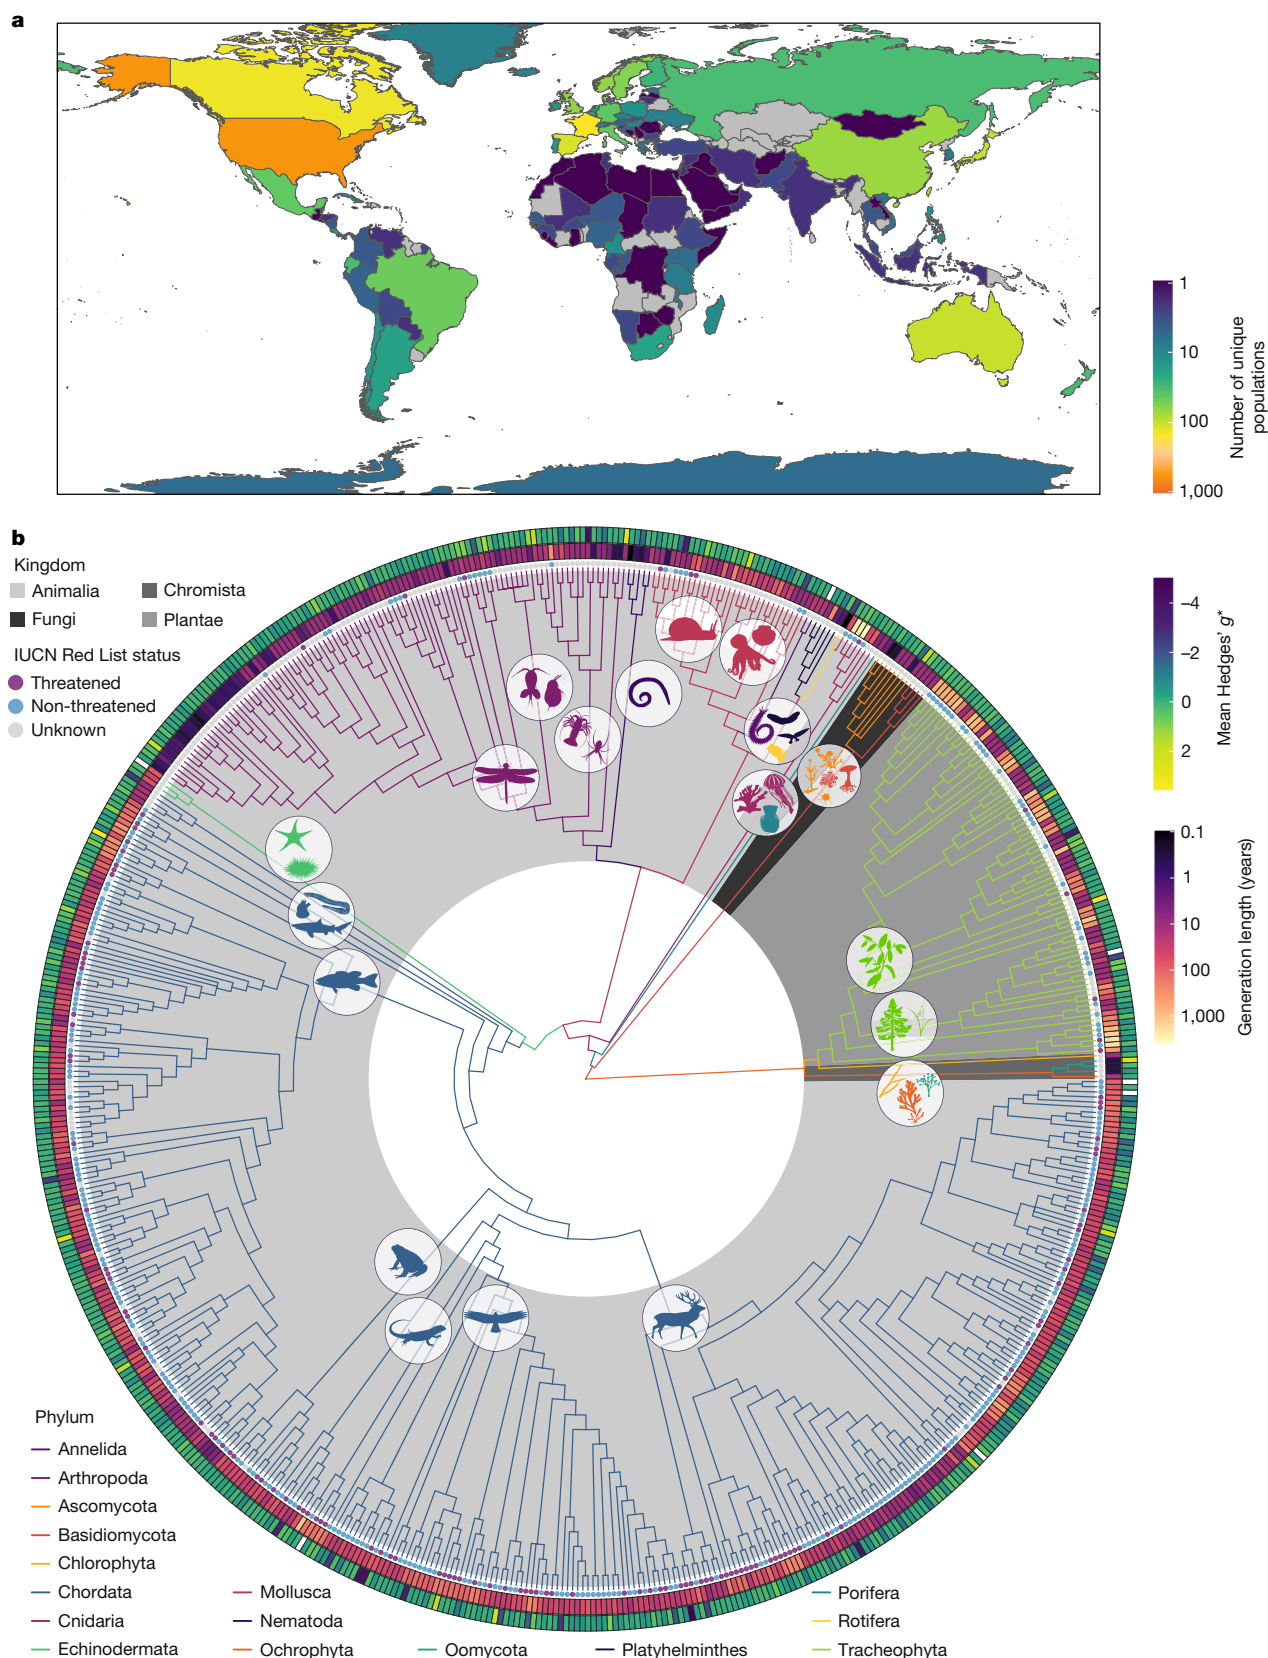 a
1
10
100
1,000
Number of unique
populations
b
Kingdom
Animalia
Chromista
Fungi
Plantae
IUCN Red List status
Threatened
Non-threatened
Unknown
−4
−2
0
2
Mean Hedges' g*
0.1
1
10
100
1,000
Generation length (years)
Phylum
Annelida
Arthropoda
Ascomycota
Basidiomycota
Chlorophyta
Chordata
Mollusca
Porifera
Cnidaria
Nematoda
Rotifera
Echinodermata
Ochrophyta
Oomycota
Platyhelminthes
Tracheophyta